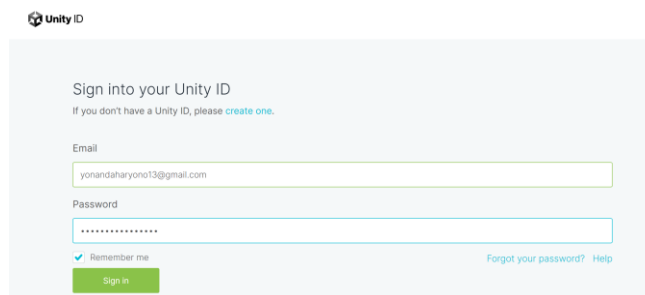 Unity ID
Sign into your Unity ID
If you don't have a Unity ID, please create one.
Email
yonandaharyono13@gmail.com
Password
••••••••••••••••
Remember me
Forgot your password? Help
Sign in